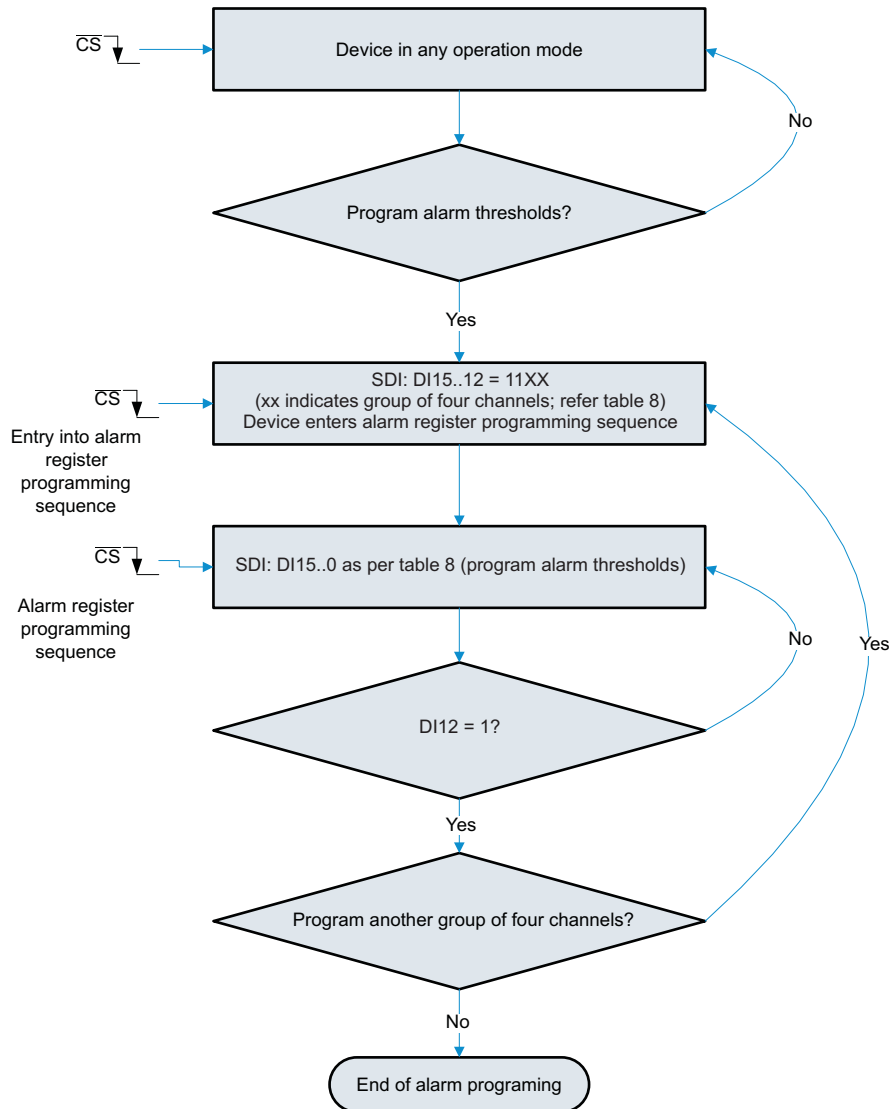 CS
Device in any operation mode
No
Program alarm thresholds?
Yes
SDI: DI15..12 = 11XX
(xx indicates group of four channels; refer table 8)
Device enters alarm register programming sequence
CS
Entry into alarm
register
programming
sequence
CS
SDI: DI15..0 as per table 8 (program alarm thresholds)
Alarm register
programming
sequence
No
Yes
DI12 = 1?
Yes
Program another group of four channels?
No
End of alarm programing